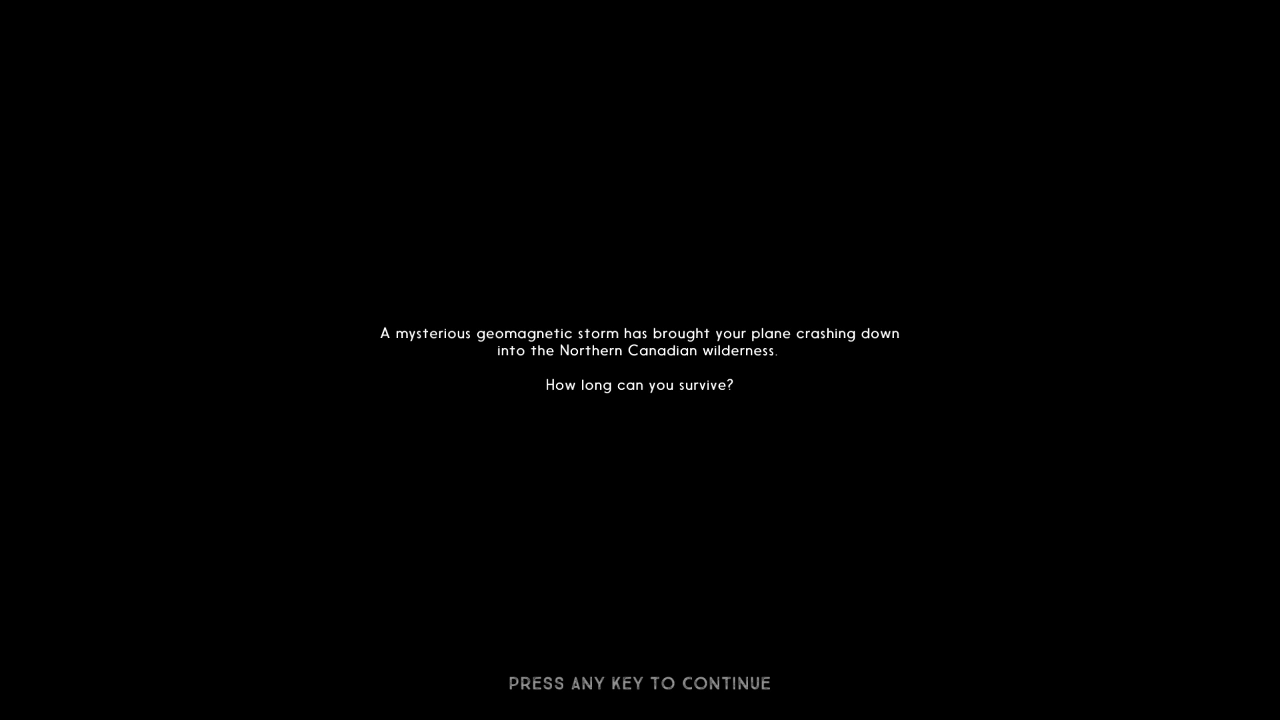 A mysterious geomagnetic storm has brought your plane crashing down
into the Northern Canadian wilderness.
How long can you survive?
PRESS ANY KEY TO CONTINUE